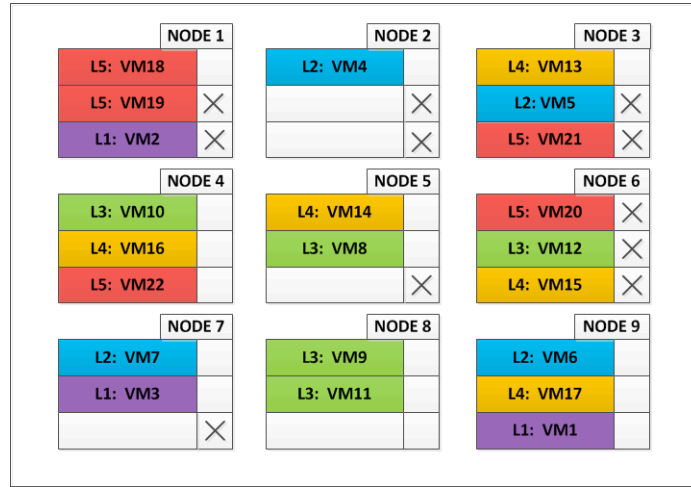 NODE 1
L5: VM18
L5: VM19
L1: VM2
NODE 2
L2: VM4
NODE 3
L4: VM13
L2: VM5
L5: VM21
NODE 4
L3: VM10
L4: VM16
L5: VM22
NODE 5
L4: VM14
L3: VM8
NODE 6
L5: VM20
L3: VM12
L4: VM15
NODE 7
L2: VM7
L1: VM3
NODE 8
L3: VM9
L3: VM11
NODE 9
L2: VM6
L4: VM17
L1: VM1